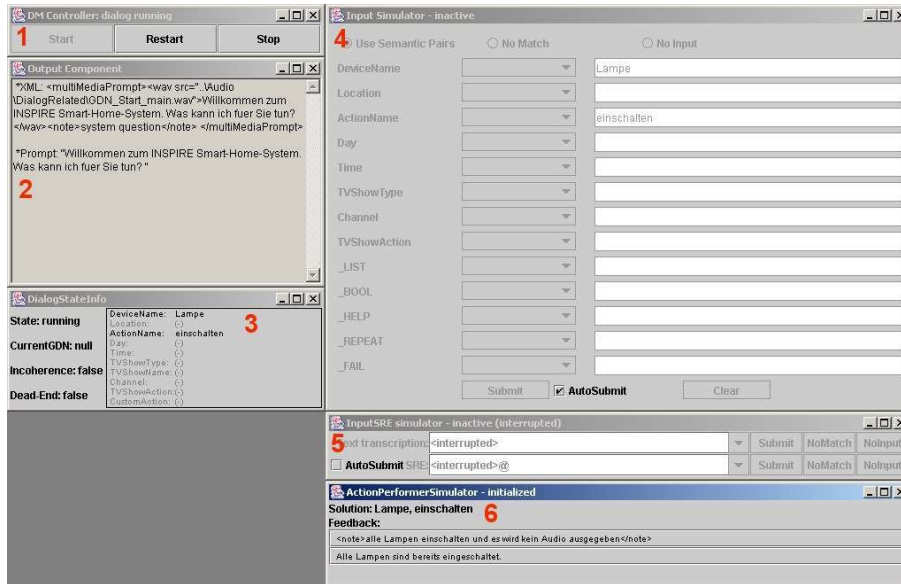 DM Controller: dialog running
1
Start
Restart
Stop
Output Component
*XML: <multiMediaPrompt><wav src="..\Audio
\DialogRelated\GDN_Start_main.wav">Willkommen zum
INSPIRE Smart-Home-System. Was kann ich fuer Sie tun?
</wav><note>system question</note> </multiMediaPrompt>
*Prompt: "Willkommen zum INSPIRE Smart-Home-System.
Was kann ich fuer Sie tun? "
2
DialogStateInfo
State: running
CurrentGDN: null
Incoherence: false
Dead-End: false
DeviceName: Lampe
Location: (-)
ActionName: einschalten
Day: (-)
Time: (-)
TVShowType: (-)
TVShowName: (-)
Channel: (-)
TVShowAction: (-)
CustomAction: (-)
3
Input Simulator - inactive
4
Use Semantic Pairs
No Match
No Input
DeviceName
Lampe
Location
ActionName
einschalten
Day
Time
TVShowType
Channel
TVShowAction
_LIST
_BOOL
_HELP
_REPEAT
_FAIL
Submit
AutoSubmit
Clear
InputSRE simulator - inactive (interrupted)
5
ext transcription: <interrupted>
Submit
NoMatch
NoInput
AutoSubmit SRE: <interrupted>@
Submit
NoMatch
NoInput
ActionPerformerSimulator - initialized
Solution: Lampe, einschalten
6
Feedback:
<note>alle Lampen einschalten und es wird kein Audio ausgegeben</note>
Alle Lampen sind bereits eingeschaltet.